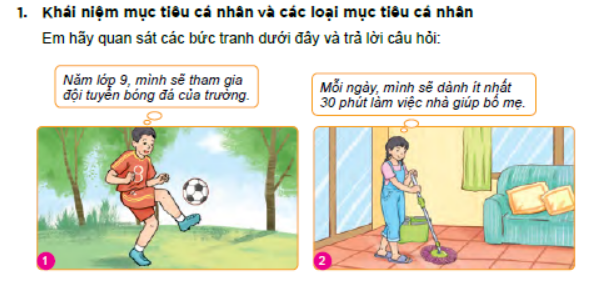 1. Khái niệm mục tiêu cá nhân và các loại mục tiêu cá nhân
Em hãy quan sát các bức tranh dưới đây và trả lời câu hỏi:
Năm lớp 9, mình sẽ tham gia
đội tuyển bóng đá của trường.
Mỗi ngày, mình sẽ dành ít nhất
30 phút làm việc nhà giúp bố mẹ.
8
1
2